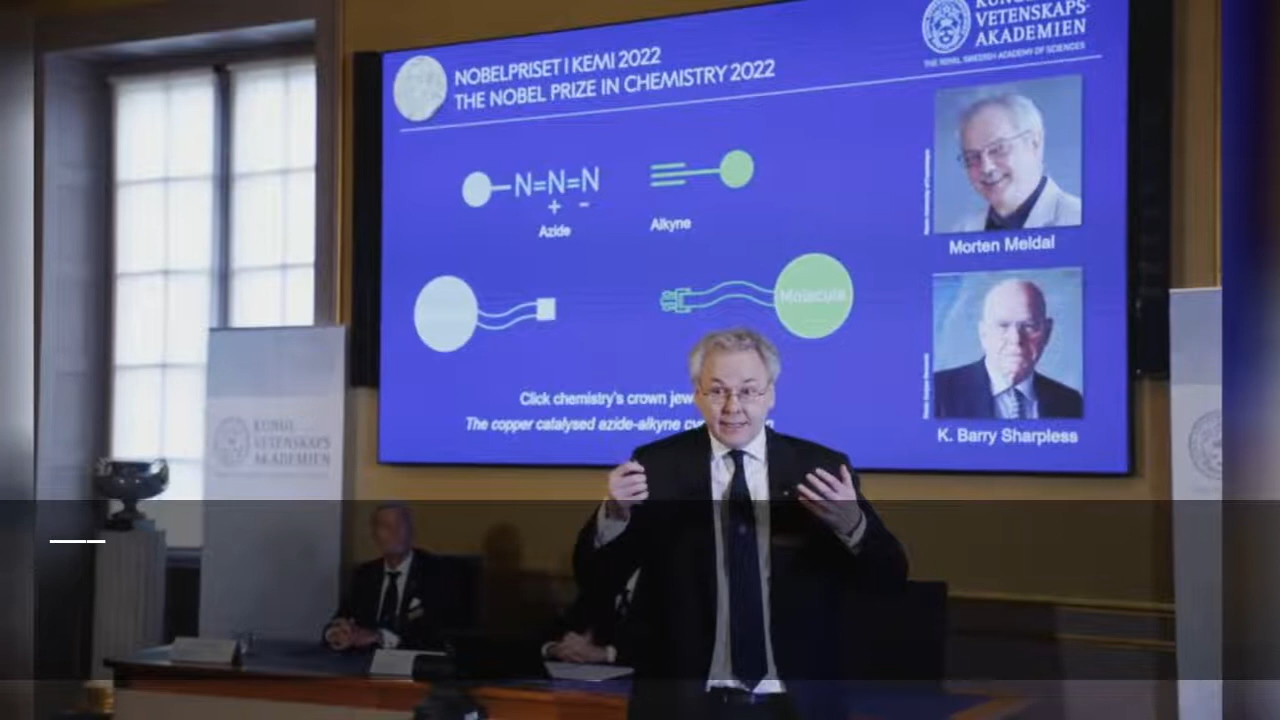 KUNGL.
VETENSKAPS-
AKADEMIEN
THE ROYAL SWEDISH ACADEMY OF SCIENCES
NOBELPRISET I KEMI 2022
THE NOBEL PRIZE IN CHEMISTRY 2022
N=N=N
+ −
Azide
Alkyne
Morten Meldal
Molecule
Click chemistry's crown jew
The copper catalysed azide-alkyne cy
K. Barry Sharpless
KUNGL.
VETENSKAPS
AKADEMIEN